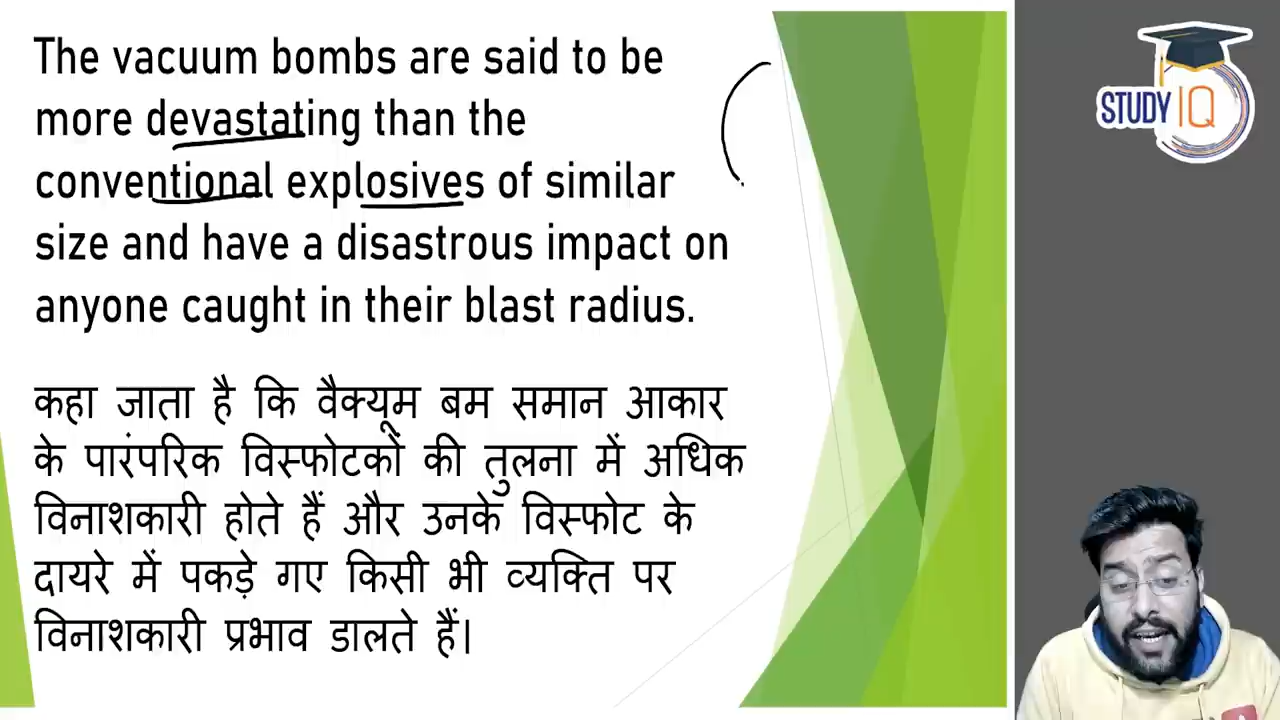 The vacuum bombs are said to be
more devastating than the
conventional explosives of similar
size and have a disastrous impact on
anyone caught in their blast radius.
कहा जाता है कि वैक्यूम बम समान आकार
के पारंपरिक विस्फोटकों की तुलना में अधिक
विनाशकारी होते हैं और उनके विस्फोट के
दायरे में पकड़े गए किसी भी व्यक्ति पर
विनाशकारी प्रभाव डालते हैं।
STUDY IQ